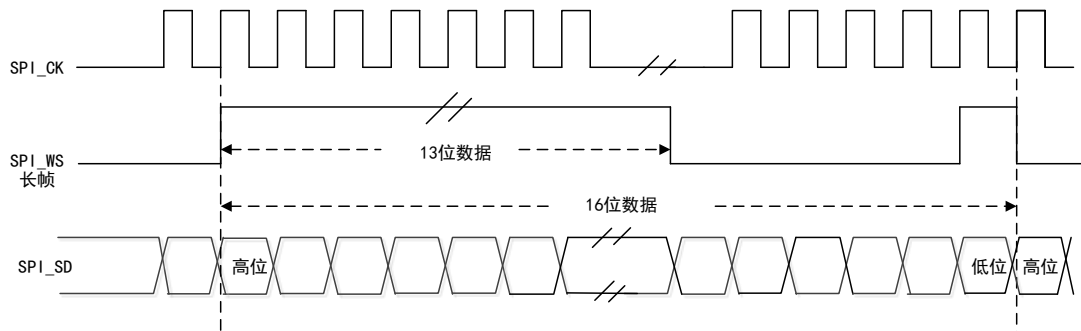 SPI_CK
13位数据
SPI_WS
长帧
16位数据
SPI_SD
高位
低位
高位